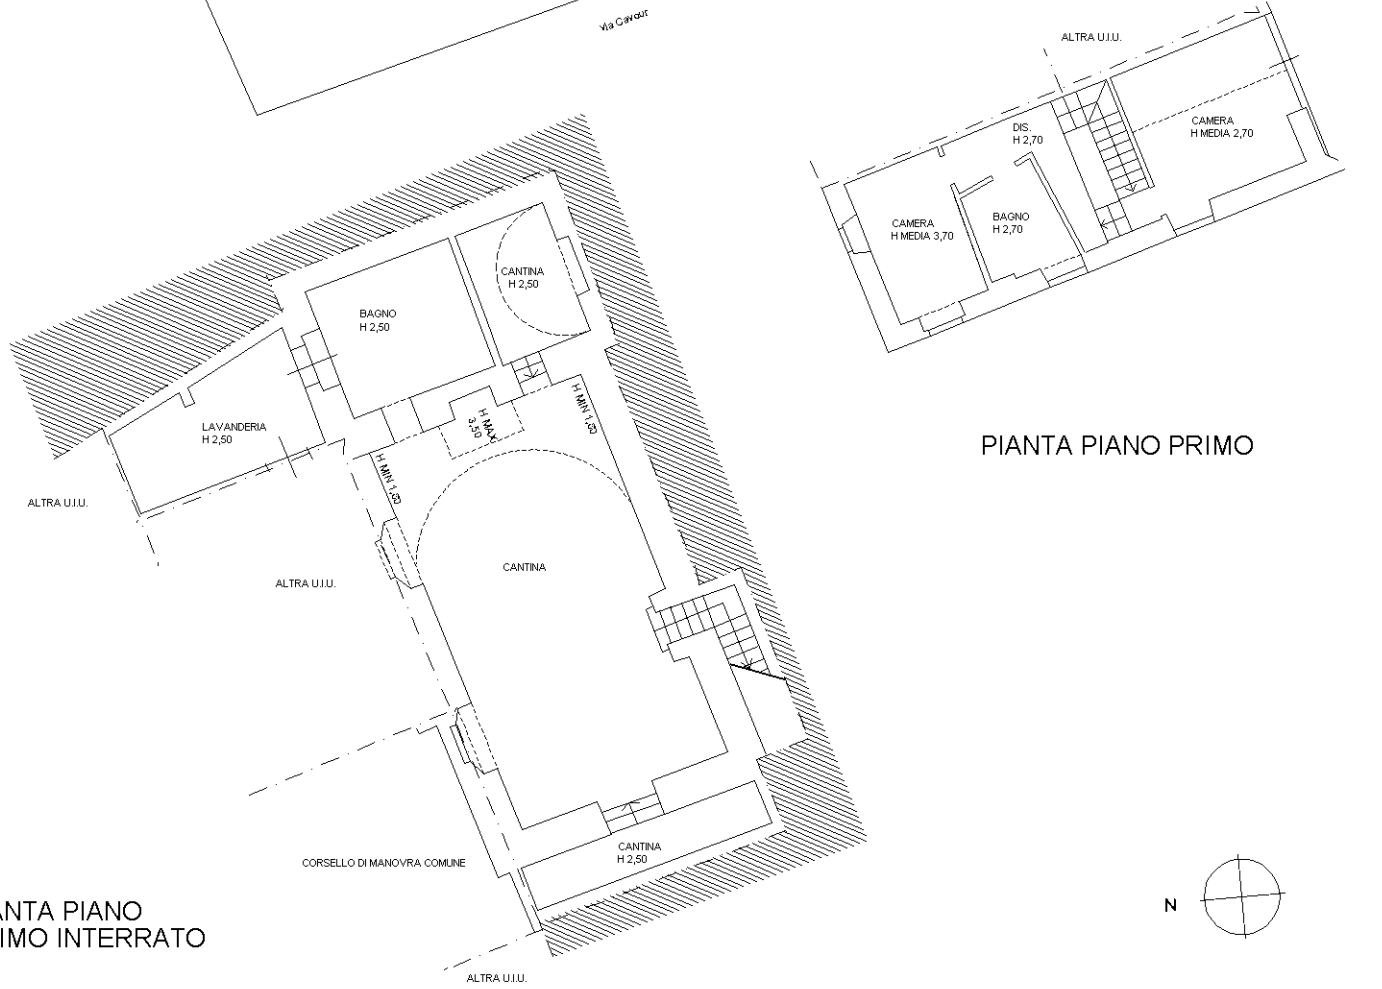 Via Cavour
ALTRA U.I.U.
CAMERA
H MEDIA 2,70
DIS.
H 2,70
CAMERA
H MEDIA 3,70
BAGNO
H 2,70
PIANTA PIANO PRIMO
CANTINA
H 2,50
BAGNO
H 2,50
LAVANDERIA
H 2,50
H MAX
3,50
H MIN 1,80
H MIN 1,80
ALTRA U.I.U.
ALTRA U.I.U.
CANTINA
CORSELLO DI MANOVRA COMUNE
CANTINA
H 2,50
ANTA PIANO
IMO INTERRATO
ALTRA U.I.U.
N